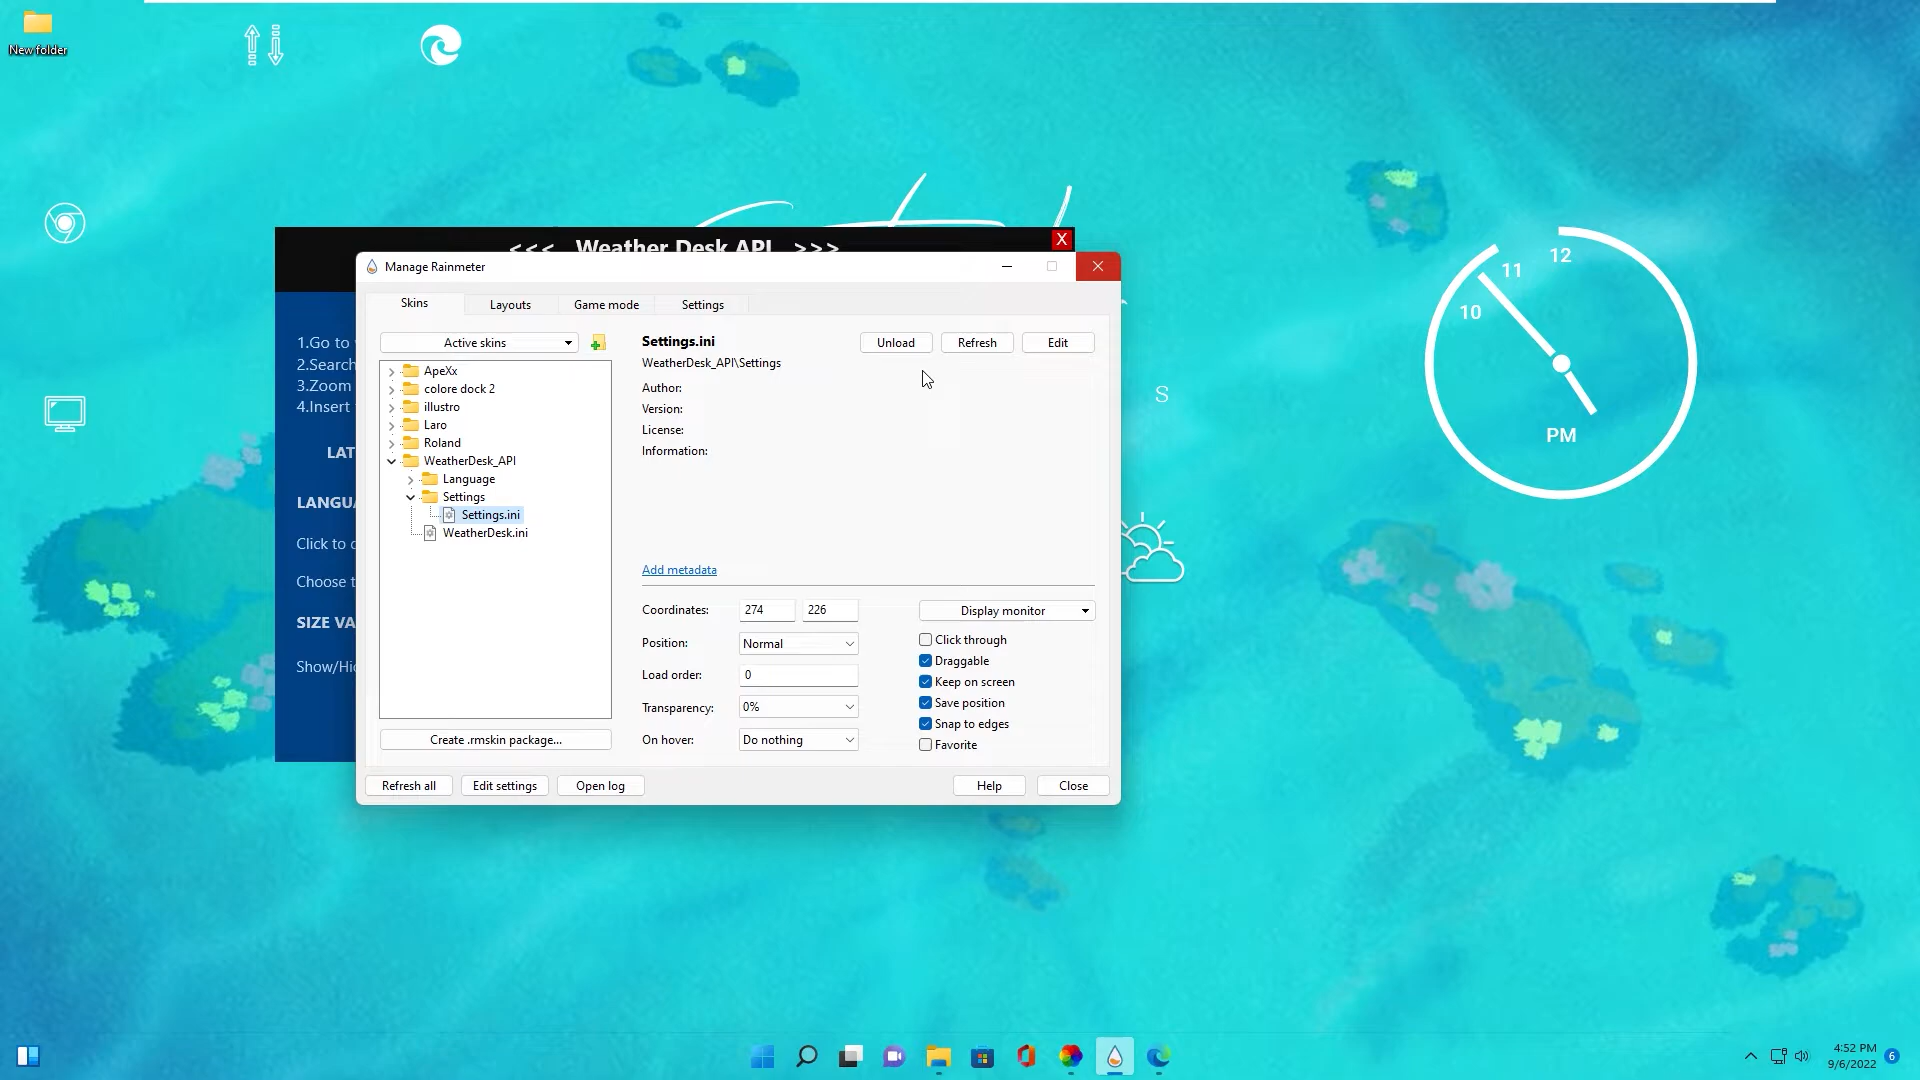 New folder
<<< Weather Desk API >>>
X
Manage Rainmeter
Skins
Layouts
Game mode
Settings
Active skins
ApeXx
colore dock 2
illustro
Laro
Roland
WeatherDesk_API
Language
Settings
Settings.ini
WeatherDesk.ini
Create .rmskin package...
Settings.ini
WeatherDesk_API\Settings
Unload
Refresh
Edit
Author:
Version:
License:
Information:
Add metadata
Coordinates:
274
226
Display monitor
Position:
Normal
Load order:
0
Transparency:
0%
On hover:
Do nothing
Click through
Draggable
Keep on screen
Save position
Snap to edges
Favorite
Refresh all
Edit settings
Open log
Help
Close
1.Go to
2.Search
3.Zoom
4.Insert
Click to
Choose
SIZE
S
12
11
10
PM
4:52 PM
9/6/2022
6